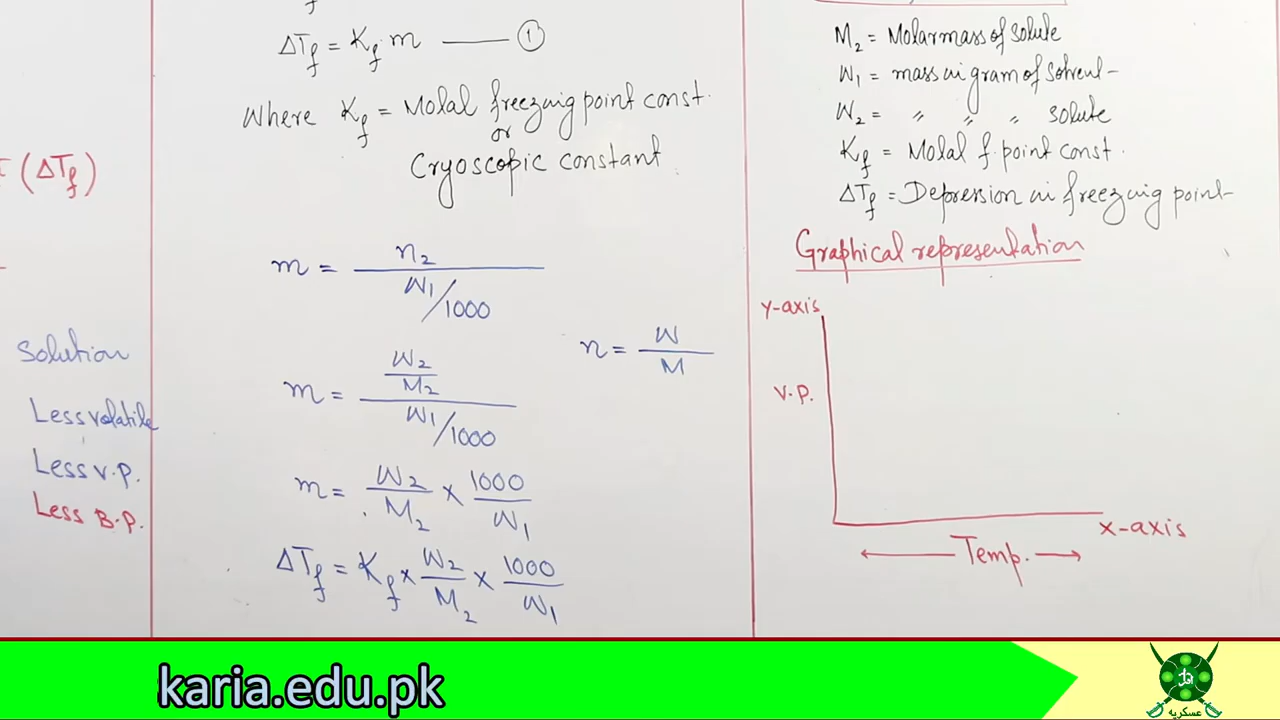 ΔTf = Kf m ——— ①
Where Kf = Molal freezing point const.
or
Cryoscopic constant
(ΔTf)
Solution
Less volatile
Less v.p.
Less B.p.
m = n₂ / W₁/1000
n = W / M
m = W₂/M₂ / W₁/1000
m = W₂/M₂ × 1000/W₁
ΔTf = Kf × W₂/M₂ × 1000/W₁
M₂ = Molar mass of solute
W₁ = mass in gram of solvent
W₂ = 〃 〃 〃 solute
Kf = Molal f. point const.
ΔTf = Depression in freezing point
Graphical representation
y-axis
v.p.
x-axis
Temp.
karia.edu.pk
عسکریہ